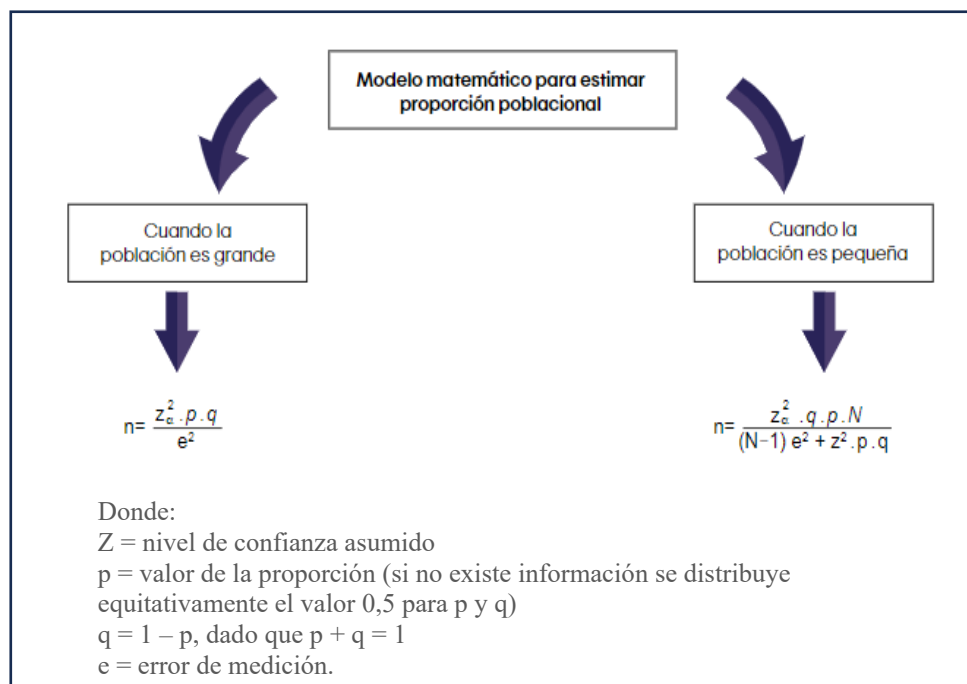 Modelo matemático para estimar
proporción poblacional
Cuando la
población es grande
Cuando la
población es pequeña
n= z²α . p . q / e²
n= z²α . q . p . N / (N−1) e² + z² . p . q
Donde:
Z = nivel de confianza asumido
p = valor de la proporción (si no existe información se distribuye
equitativamente el valor 0,5 para p y q)
q = 1 – p, dado que p + q = 1
e = error de medición.